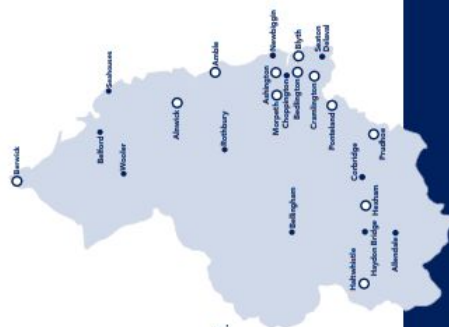 Berwick
Seahouses
Belford
Wooler
Amble
Alnwick
Rothbury
Newbiggin
Ashington
Morpeth
Choppington
Bedlington
Blyth
Cramlington
Seaton
Delaval
Ponteland
Bellingham
Prudhoe
Corbridge
Hexham
Haydon Bridge
Haltwhistle
Allendale